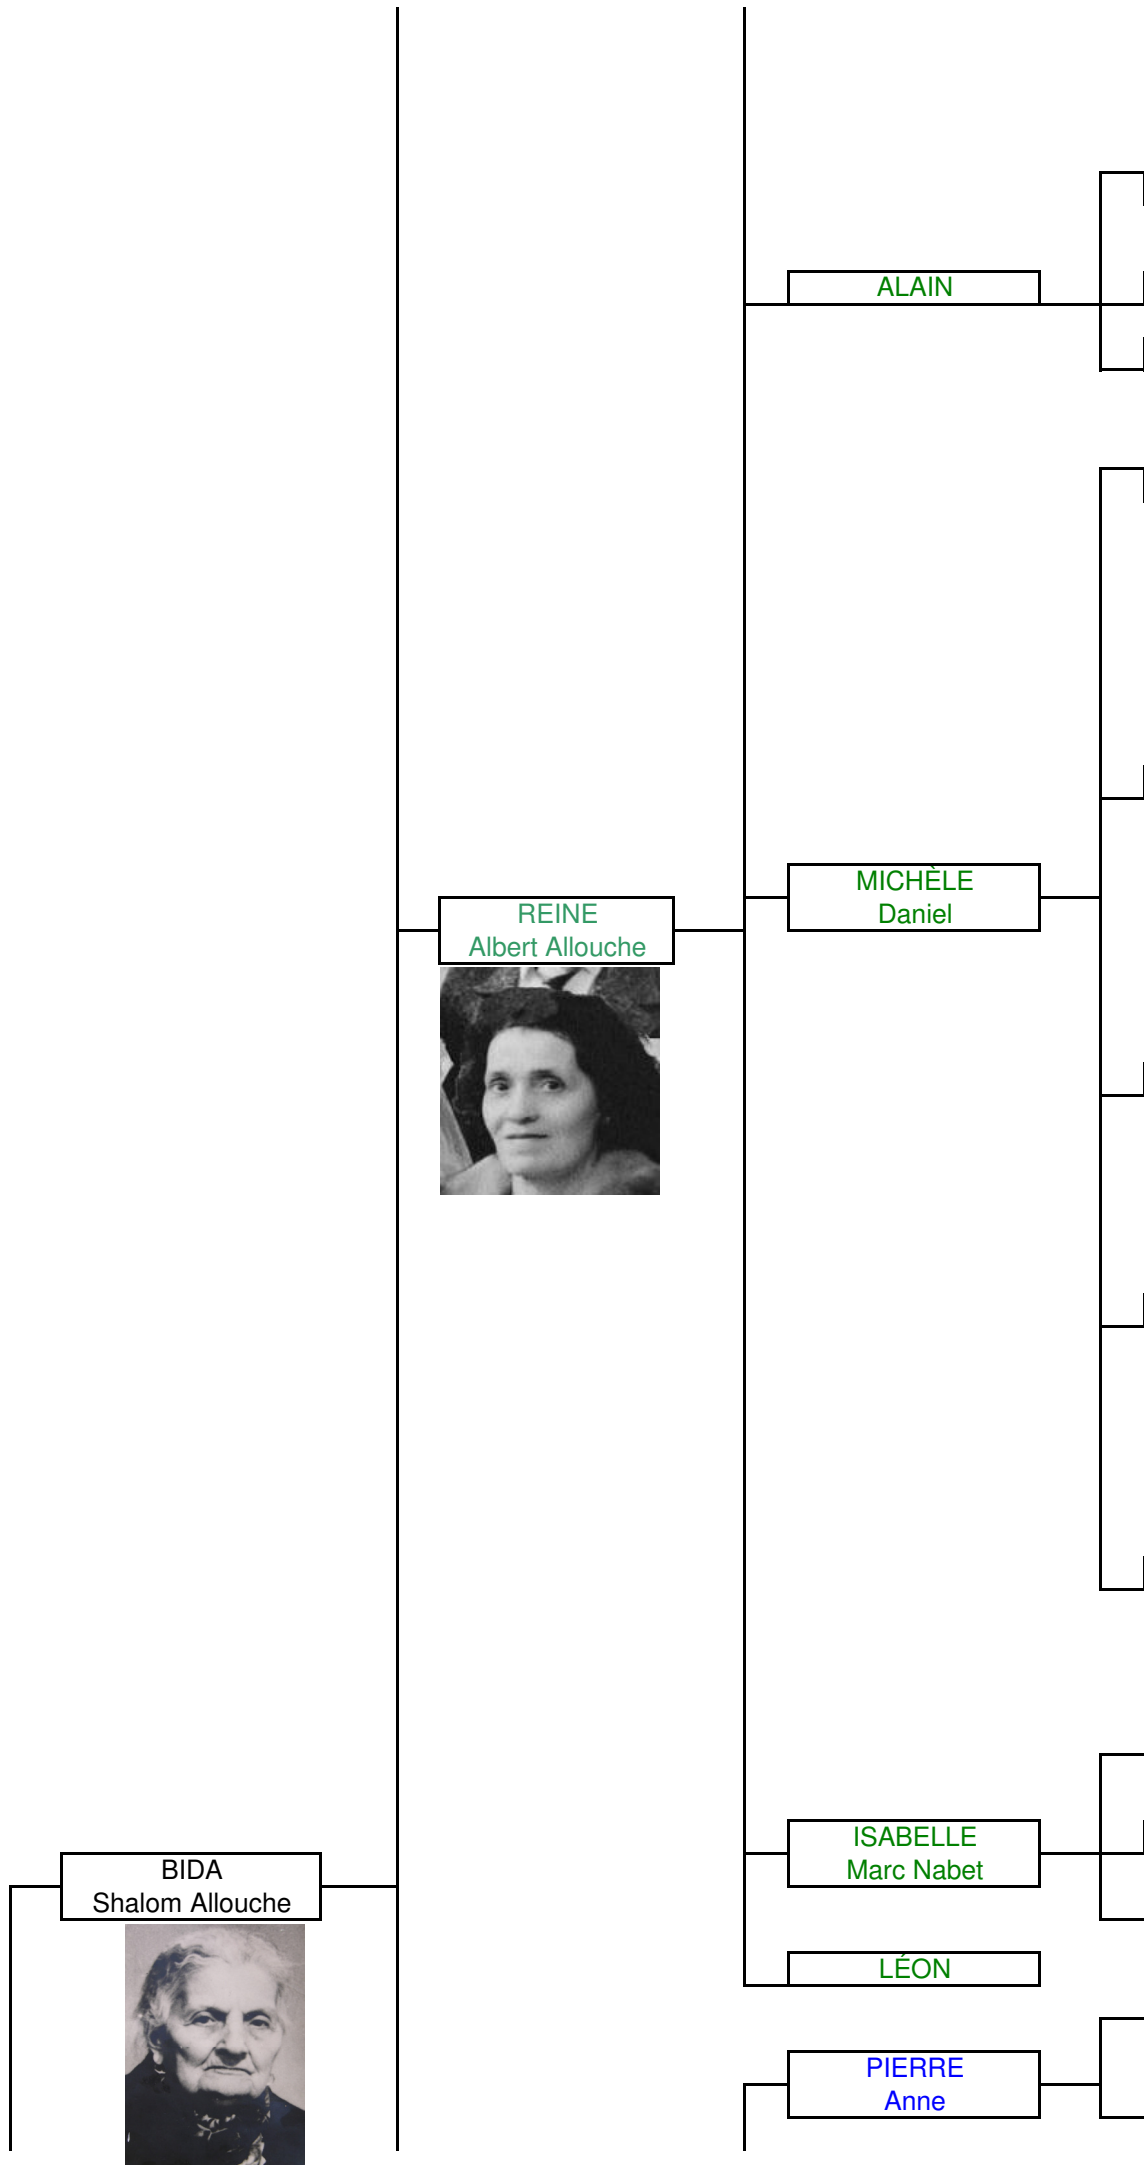 ALAIN
MICHÈLE
Daniel
REINE
Albert Allouche
ISABELLE
Marc Nabet
BIDA
Shalom Allouche
LÉON
PIERRE
Anne